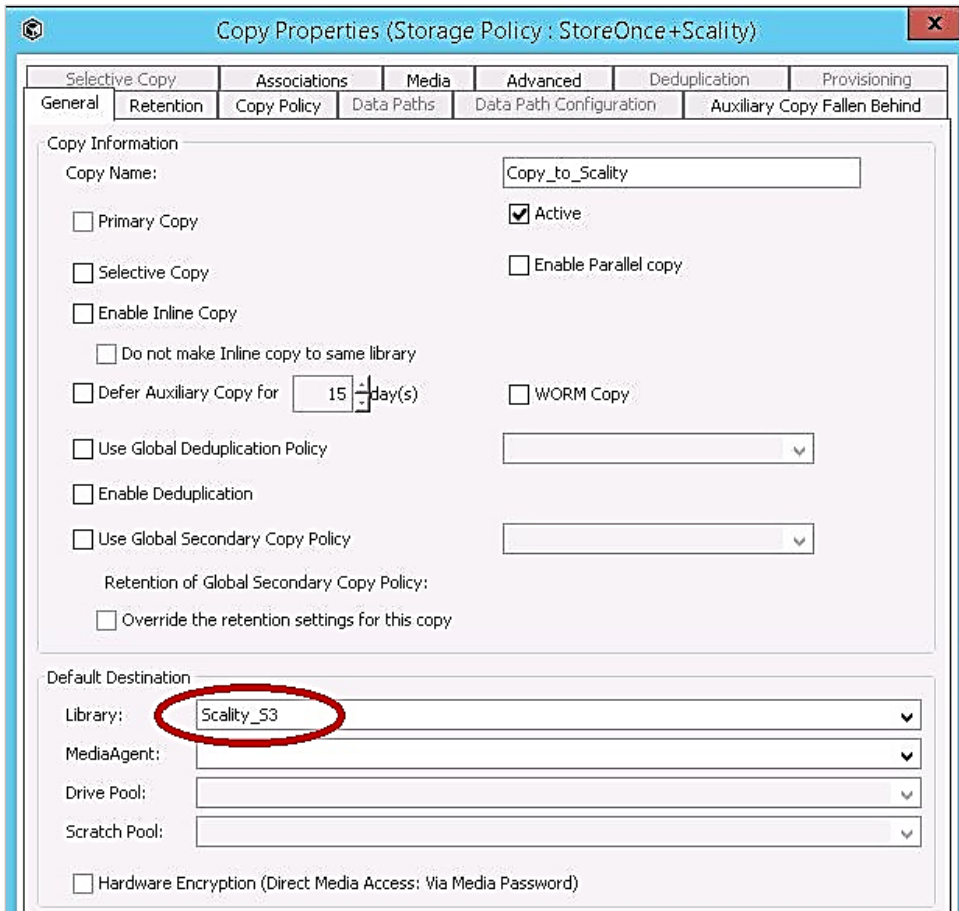 Copy Properties (Storage Policy : StoreOnce+Scality)
x
Selective Copy Associations Media Advanced Deduplication Provisioning
General Retention Copy Policy Data Paths Data Path Configuration Auxiliary Copy Fallen Behind
Copy Information
Copy Name: Copy_to_Scality
Primary Copy Active
Selective Copy Enable Parallel copy
Enable Inline Copy
Do not make Inline copy to same library
Defer Auxiliary Copy for 15 day(s) WORM Copy
Use Global Deduplication Policy
Enable Deduplication
Use Global Secondary Copy Policy
Retention of Global Secondary Copy Policy:
Override the retention settings for this copy
Default Destination
Library: Scality_S3
MediaAgent:
Drive Pool:
Scratch Pool:
Hardware Encryption (Direct Media Access: Via Media Password)